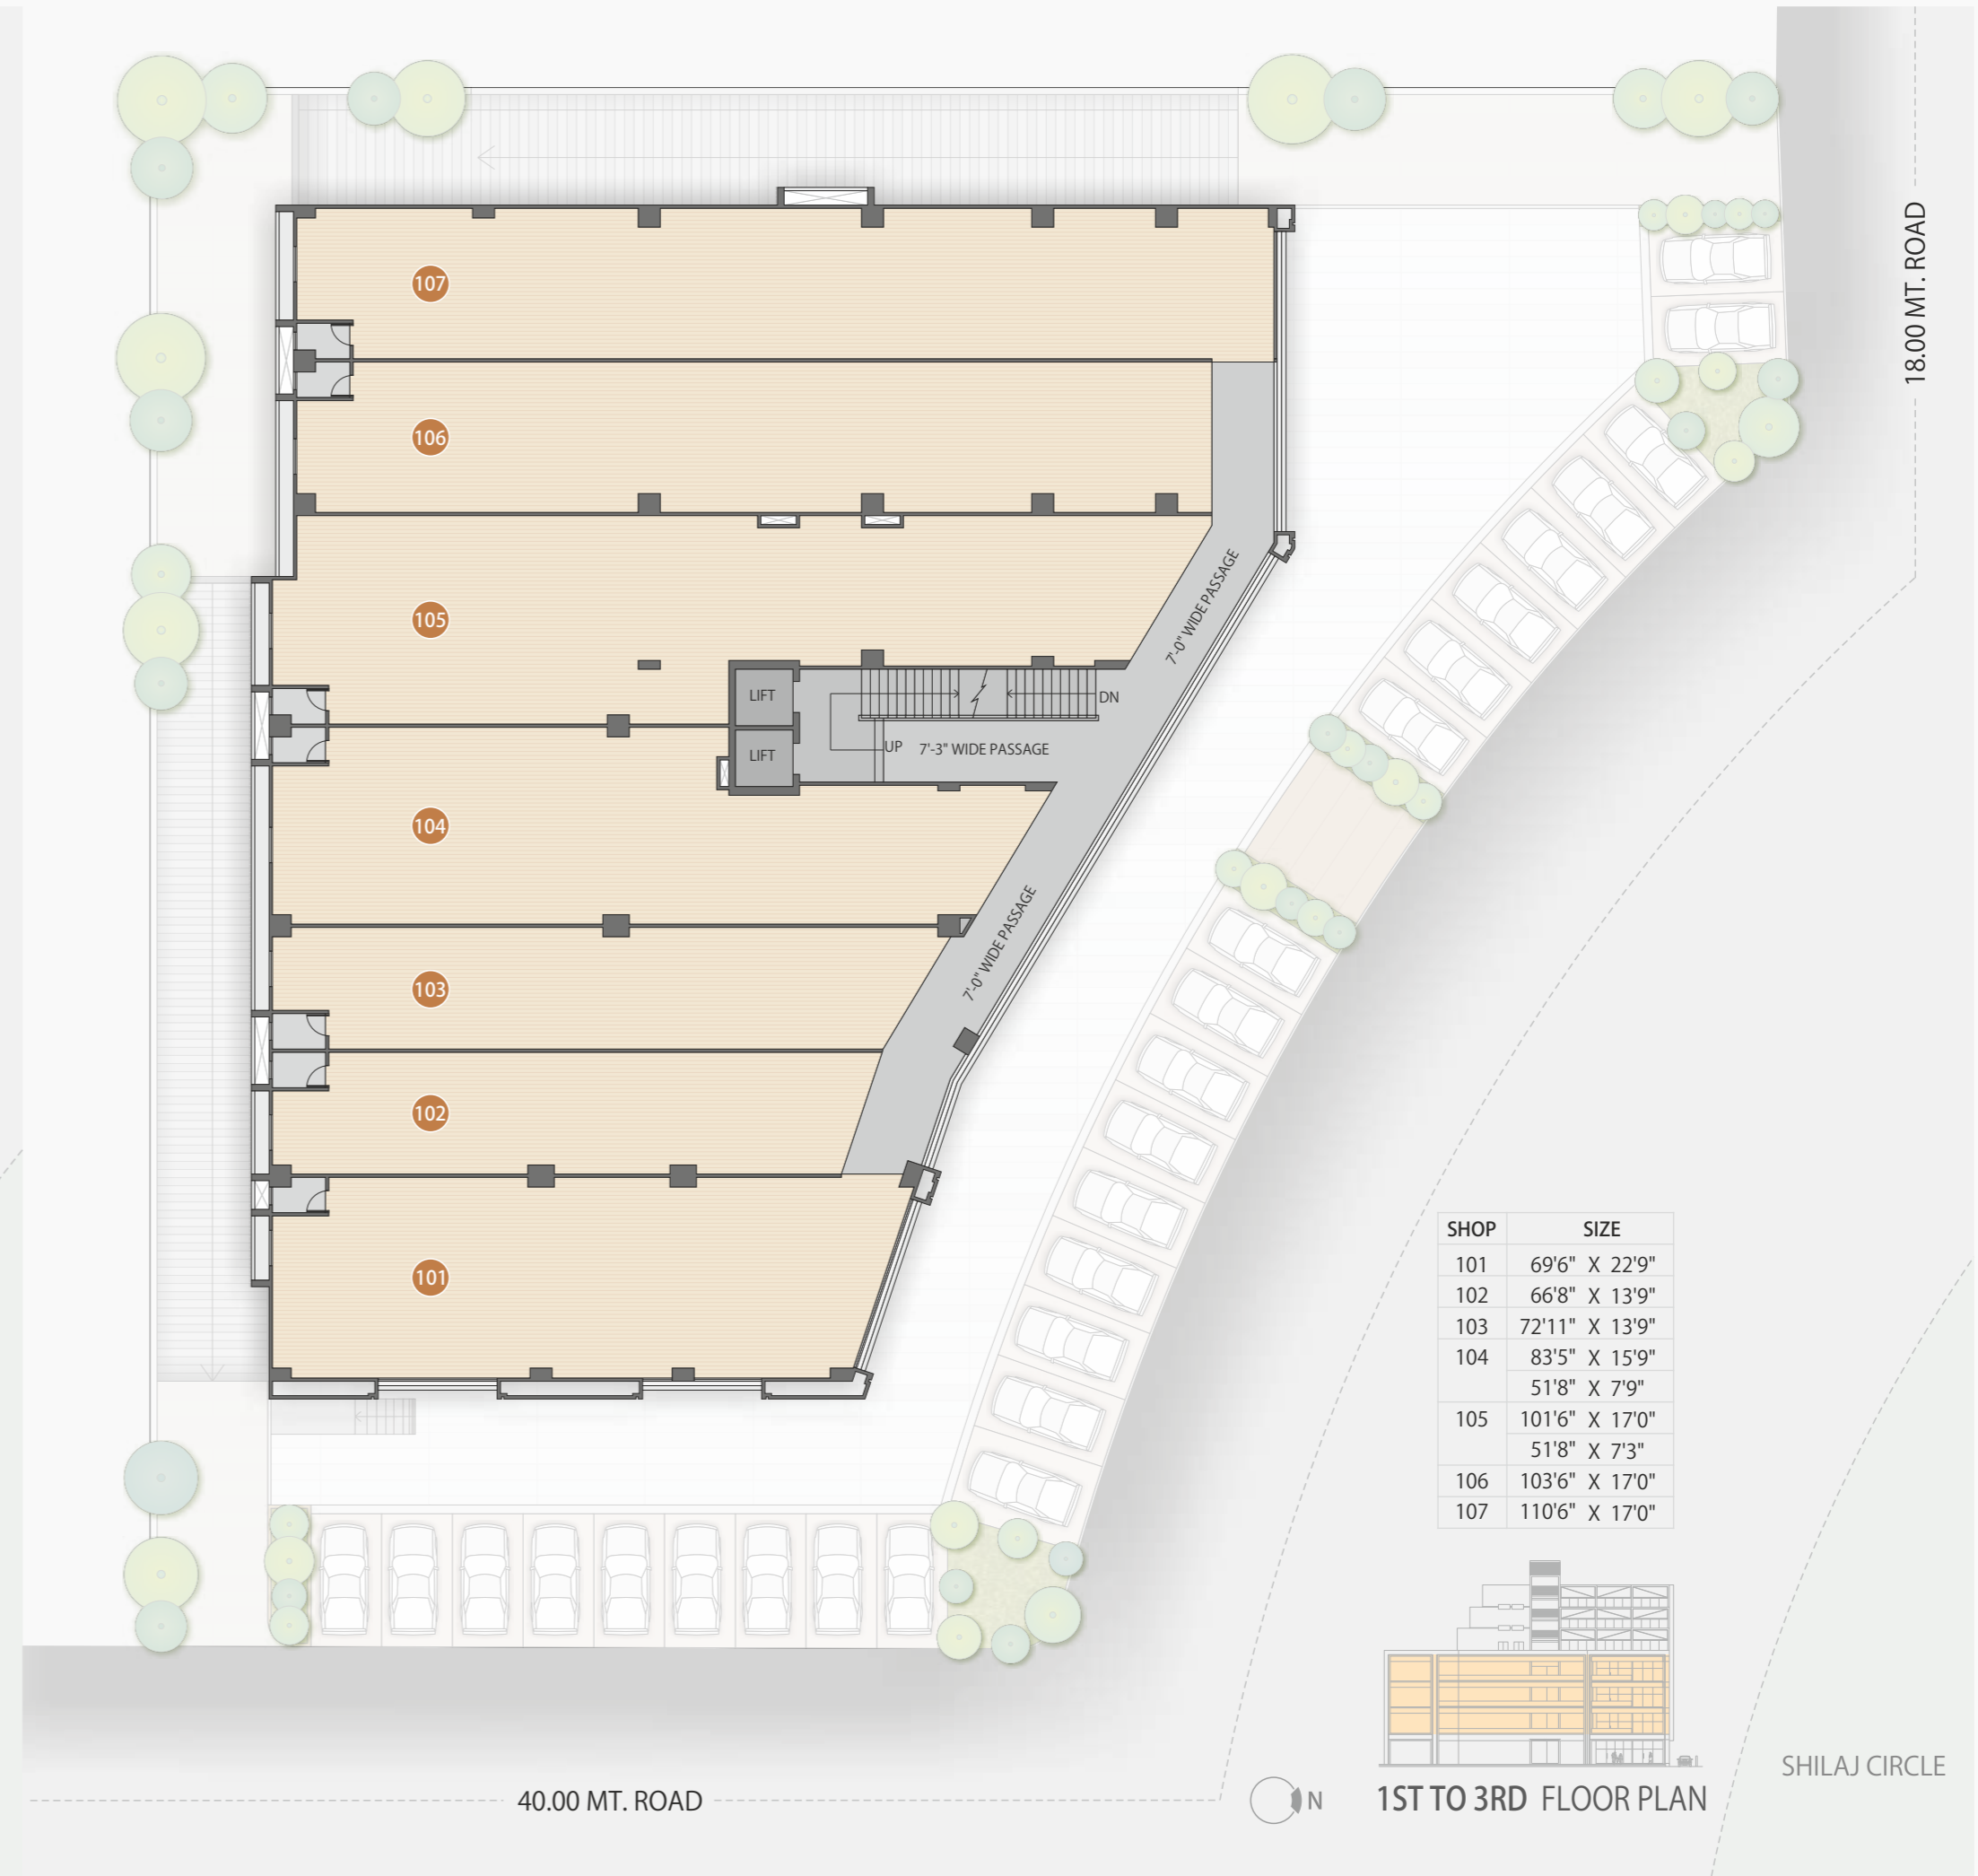 18.00 MT. ROAD
107
106
105
7'-0" WIDE PASSAGE
LIFT
DN
LIFT
UP
7'-3" WIDE PASSAGE
104
7'-0" WIDE PASSAGE
103
102
101
SHOP SIZE
101 69'6" X 22'9"
102 66'8" X 13'9"
103 72'11" X 13'9"
104 83'5" X 15'9"
51'8" X 7'9"
105 101'6" X 17'0"
51'8" X 7'3"
106 103'6" X 17'0"
107 110'6" X 17'0"
SHILAJ CIRCLE
40.00 MT. ROAD
N
1ST TO 3RD FLOOR PLAN